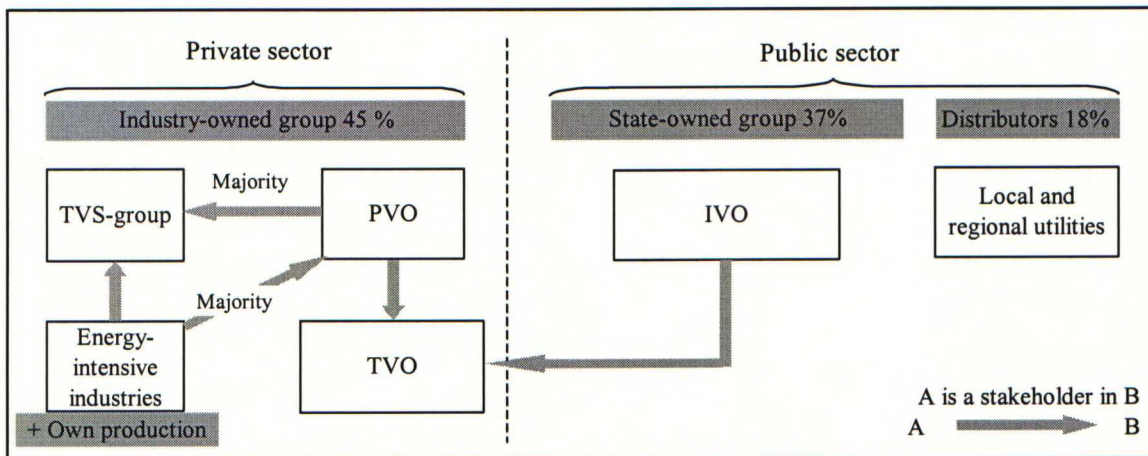 Private sector
Public sector
Industry-owned group 45 %
State-owned group 37%
Distributors 18%
Majority
TVS-group
PVO
IVO
Local and
regional utilities
Majority
Energy-
intensive
industries
TVO
+ Own production
A is a stakeholder in B
A
B